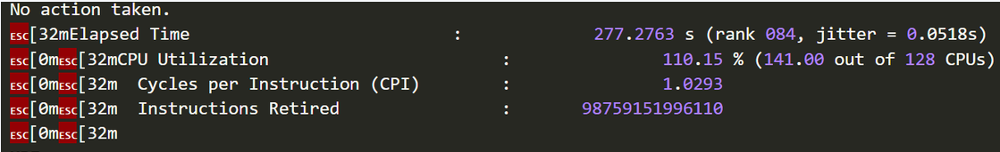 No action taken.
ESC[32mElapsed Time : 277.2763 s (rank 084, jitter = 0.0518s)
ESC[0mESC[32mCPU Utilization : 110.15 % (141.00 out of 128 CPUs)
ESC[0mESC[32m Cycles per Instruction (CPI) : 1.0293
ESC[0mESC[32m Instructions Retired : 98759151996110
ESC[0mESC[32m